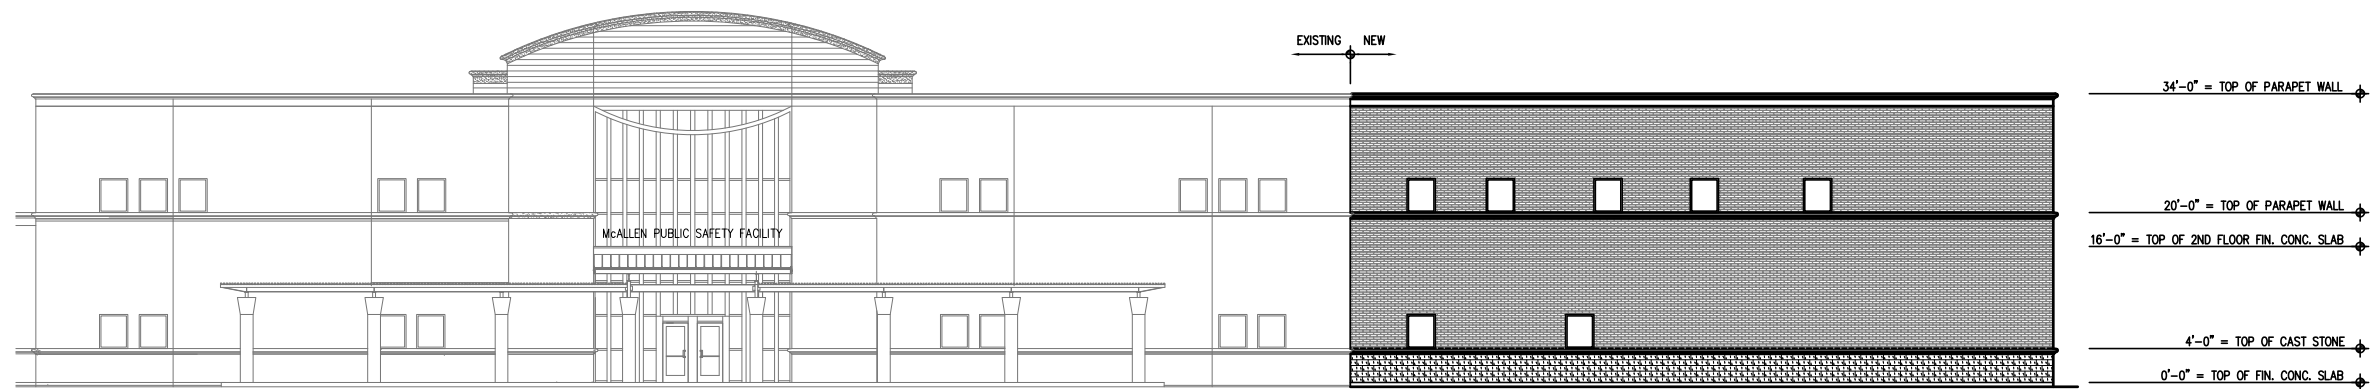 EXISTING NEW
34'-0" = TOP OF PARAPET WALL
20'-0" = TOP OF PARAPET WALL
McALLEN PUBLIC SAFETY FACILITY
16'-0" = TOP OF 2ND FLOOR FIN. CONC. SLAB
4'-0" = TOP OF CAST STONE
0'-0" = TOP OF FIN. CONC. SLAB